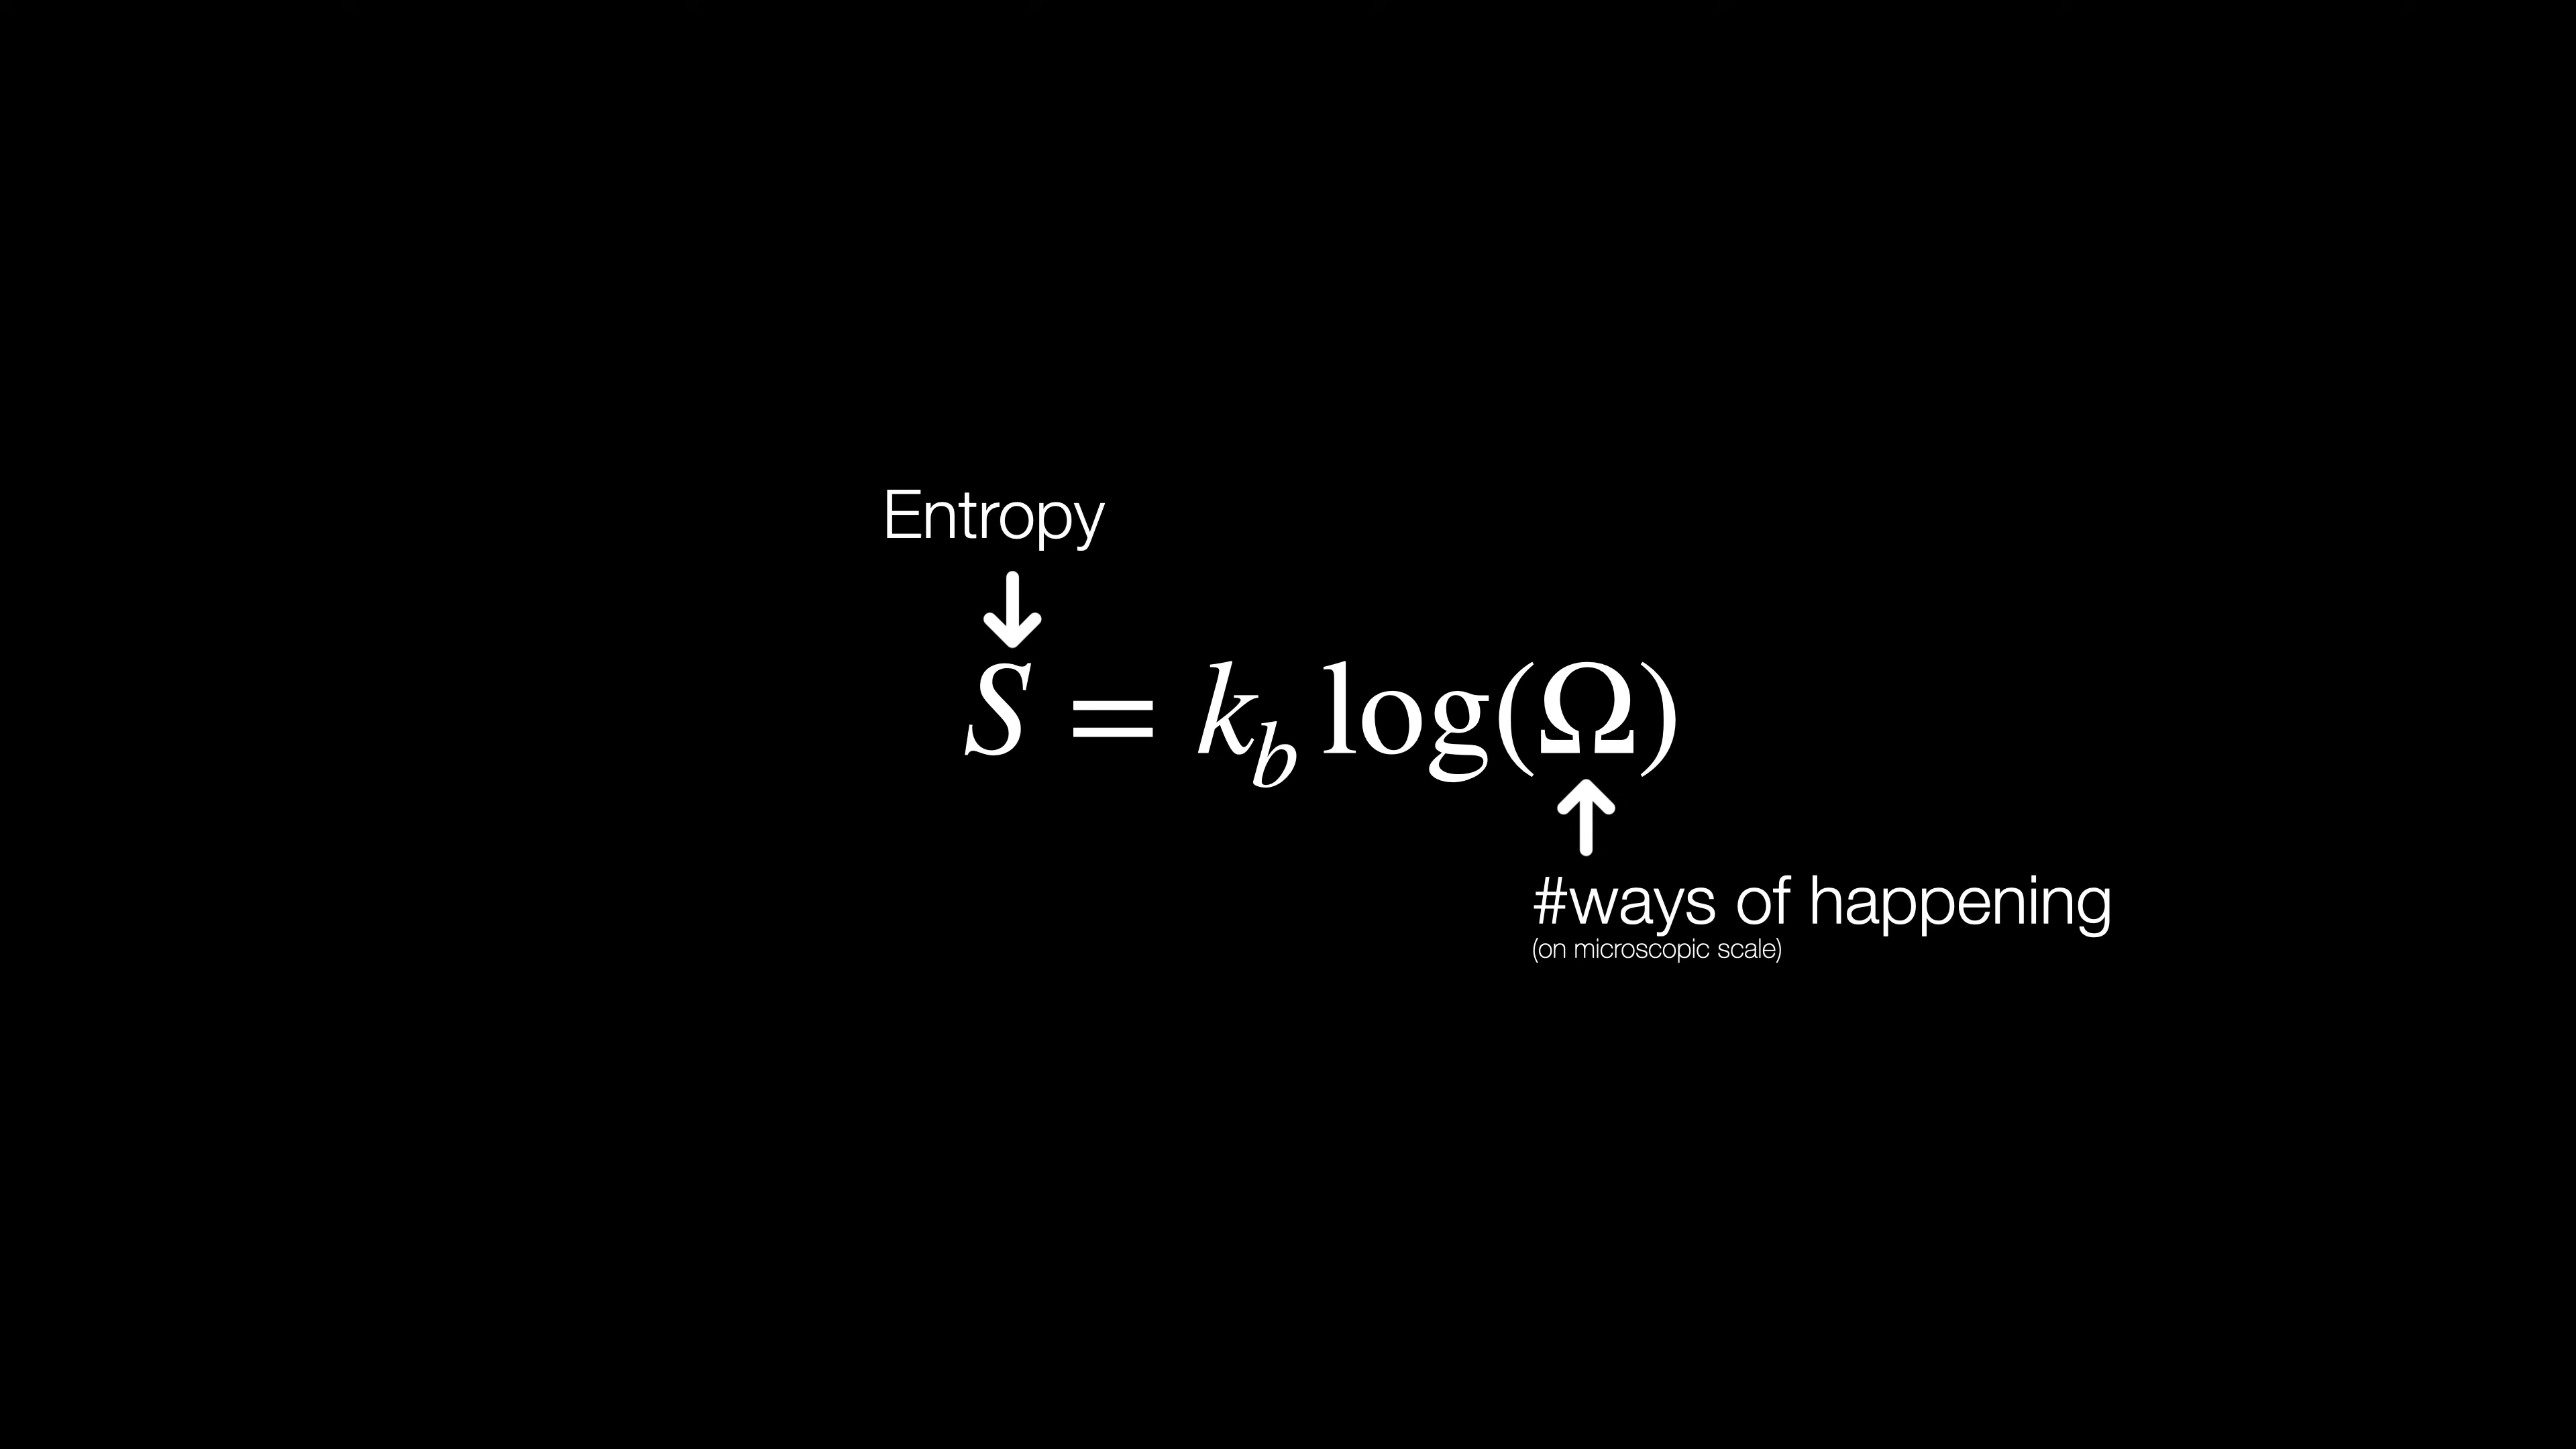 Entropy
S = k_b log(Ω)
#ways of happening
(on microscopic scale)